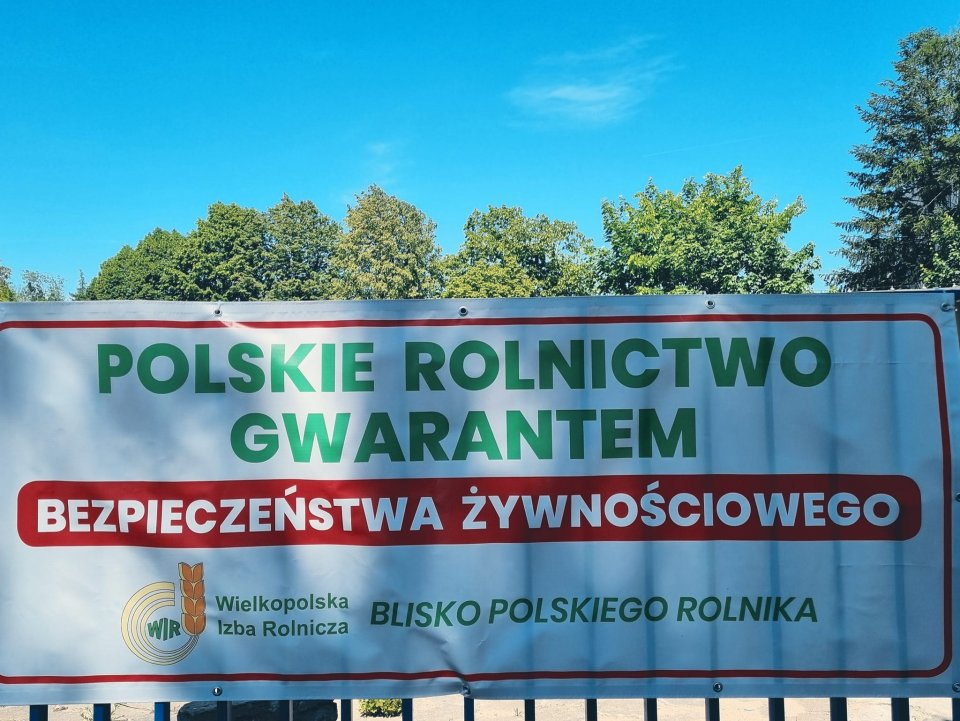 POLSKIE ROLNICTWO
GWARANTEM
BEZPIECZEŃSTWA ŻYWNOŚCIOWEGO
WIR
Wielkopolska
Izba Rolnicza
BLISKO POLSKIEGO ROLNIKA